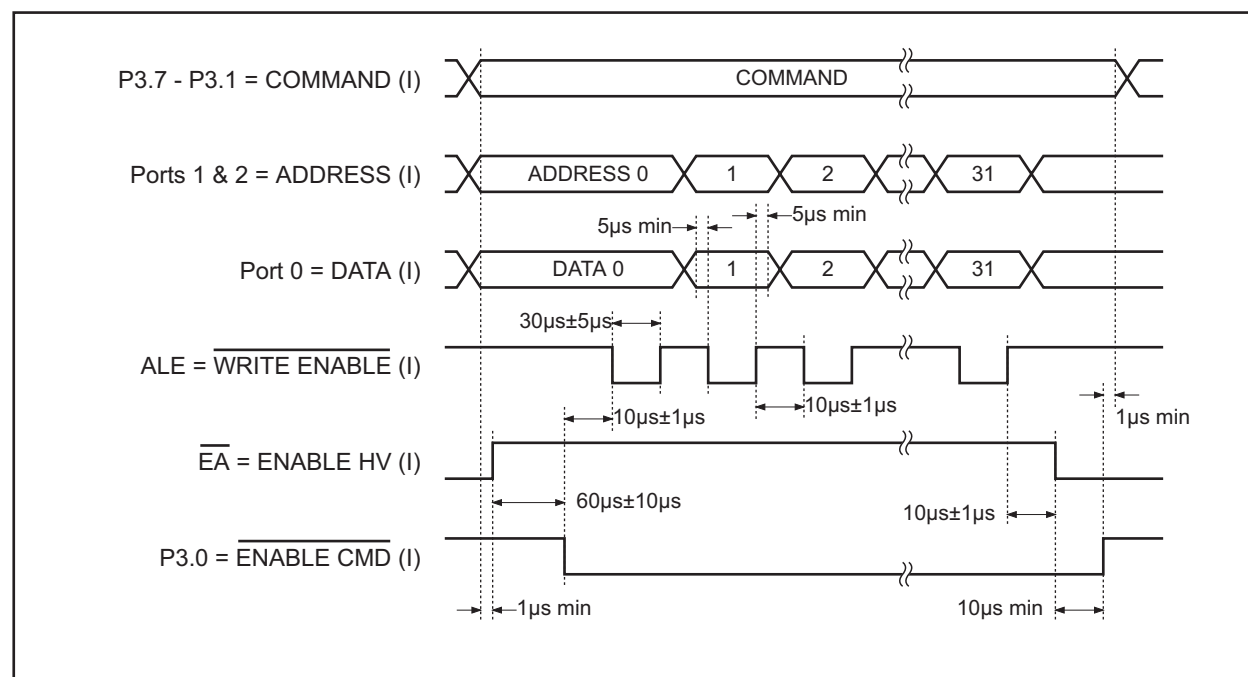 P3.7 - P3.1 = COMMAND (I)
COMMAND
Ports 1 & 2 = ADDRESS (I)
ADDRESS 0
1
2
31
5µs min
5µs min
Port 0 = DATA (I)
DATA 0
1
2
31
30µs±5µs
ALE = WRITE ENABLE (I)
10µs±1µs
10µs±1µs
1µs min
EA = ENABLE HV (I)
60µs±10µs
10µs±1µs
P3.0 = ENABLE CMD (I)
1µs min
10µs min